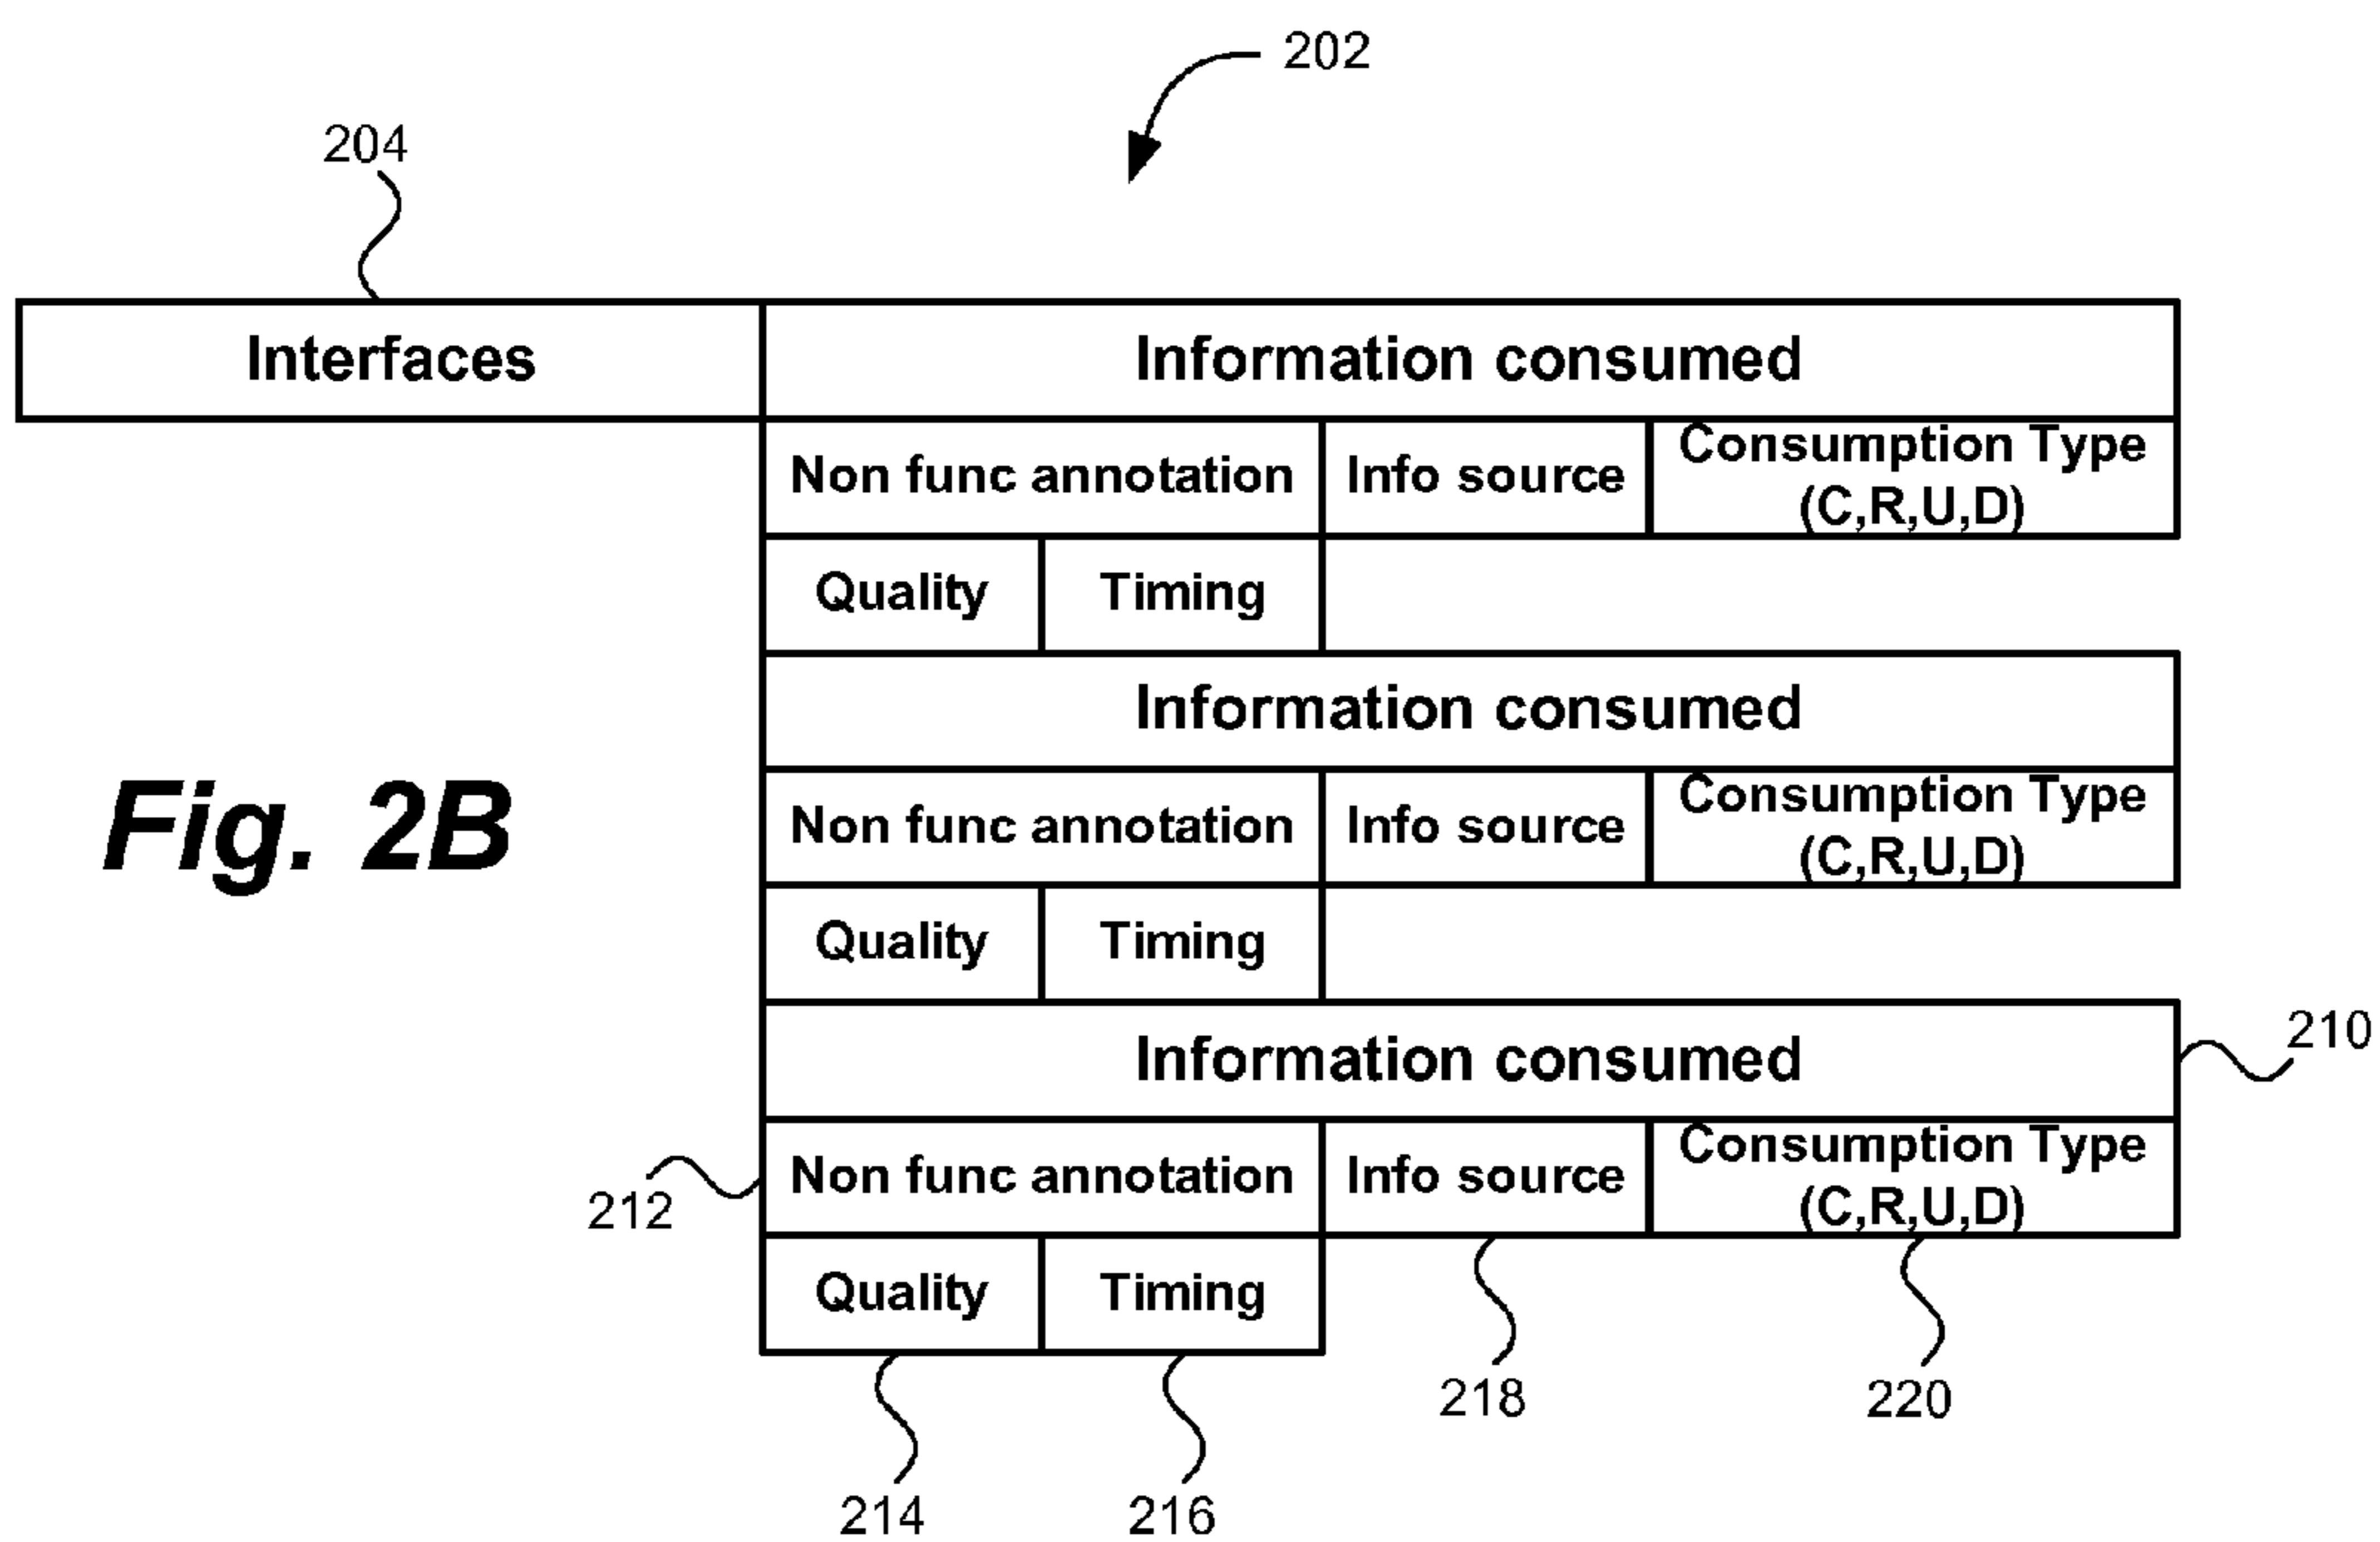 202
204
Interfaces
Information consumed
Non func annotation
Info source
Consumption Type
(C,R,U,D)
Quality
Timing
Information consumed
Fig. 2B
Non func annotation
Info source
Consumption Type
(C,R,U,D)
Quality
Timing
Information consumed
210
212
Non func annotation
Info source
Consumption Type
(C,R,U,D)
Quality
Timing
218
220
214
216